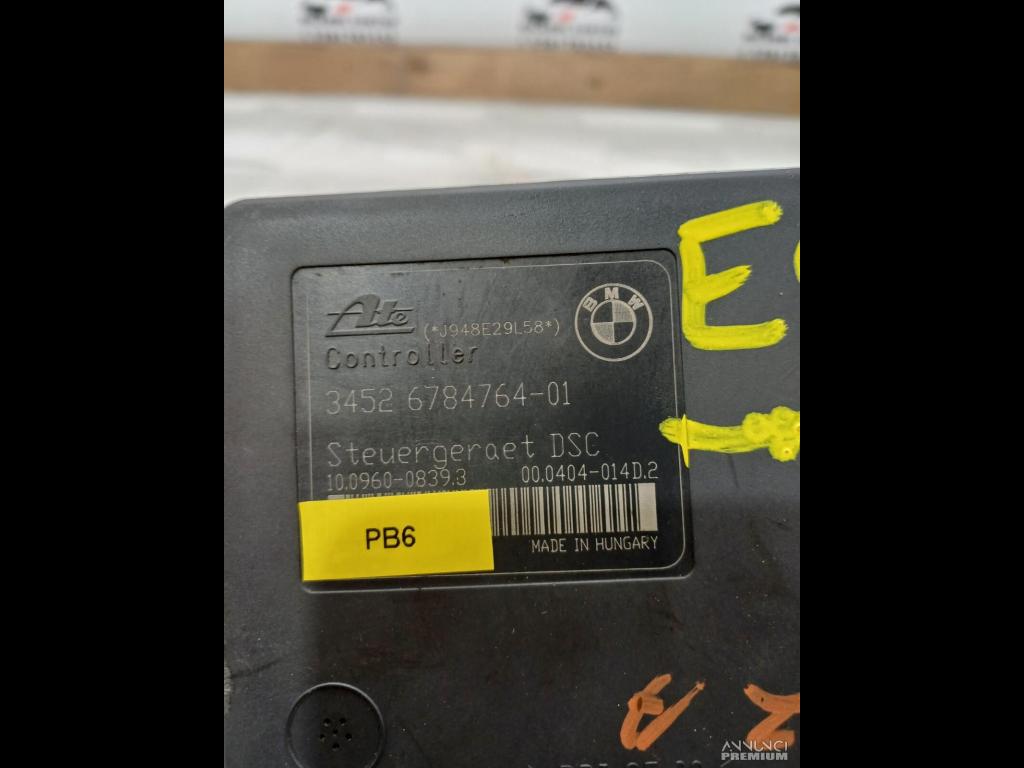 Ate (*J948E29L58*)
BMW
Controller
3452 6784764-01
Steuergeraet DSC
10.0960-0839.3 00.0404-014D.2
PB6
MADE IN HUNGARY
E
ANNUNCI
PREMIUM